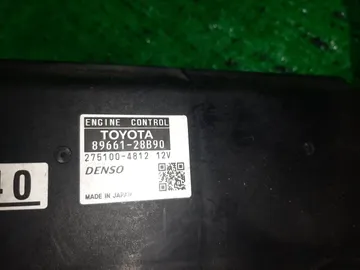 ENGINE CONTROL
TOYOTA
89661-28B90
275100-4812 12V
DENSO
MADE IN JAPAN
40